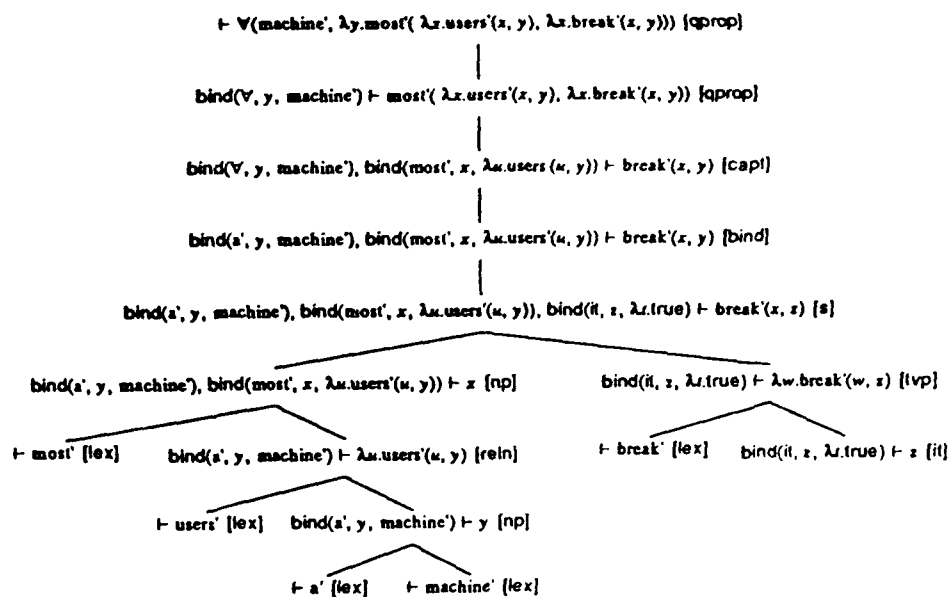 ⊢ ∀(machine', λy.most'( λx.users'(x, y), λx.break'(x, y))) [qprop]
bind(∀, y, machine') ⊢ most'( λx.users'(x, y), λx.break'(x, y)) [qprop]
bind(∀, y, machine'), bind(most', x, λu.users (u, y)) ⊢ break'(x, y) [capt]
bind(a', y, machine'), bind(most', x, λu.users'(u, y)) ⊢ break'(x, y) [bind]
bind(a', y, machine'), bind(most', x, λu.users'(u, y)), bind(it, z, λt.true) ⊢ break'(x, z) [s]
bind(a', y, machine'), bind(most', x, λu.users'(u, y)) ⊢ x [np] bind(it, z, λt.true) ⊢ λw.break'(w, z) [tvp]
⊢ most' [lex] bind(a', y, machine') ⊢ λu.users'(u, y) [reln] ⊢ break' [lex] bind(it, z, λt.true) ⊢ z [it]
⊢ users' [lex] bind(a', y, machine') ⊢ y [np]
⊢ a' [lex] ⊢ machine' [lex]